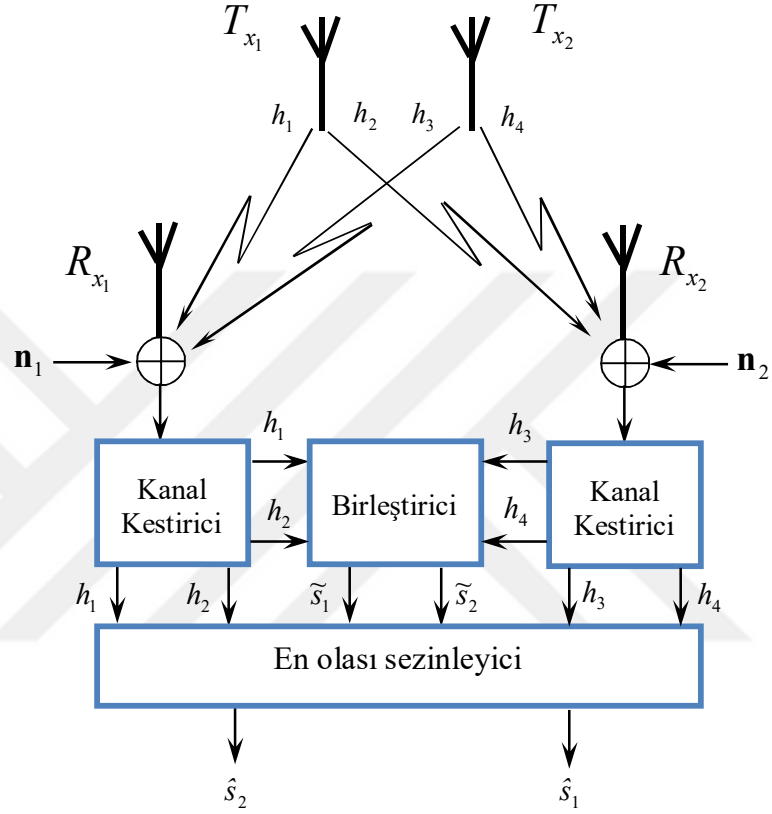 T_{x_1} T_{x_2}
h_1 h_2 h_3 h_4
R_{x_1} R_{x_2}
n_1 n_2
h_1 h_3
Kanal
Kestirici
Birleştirici
Kanal
Kestirici
h_2 h_4
h_1 h_2 s̃_1 s̃_2 h_3 h_4
En olası sezinleyici
ŝ_2 ŝ_1